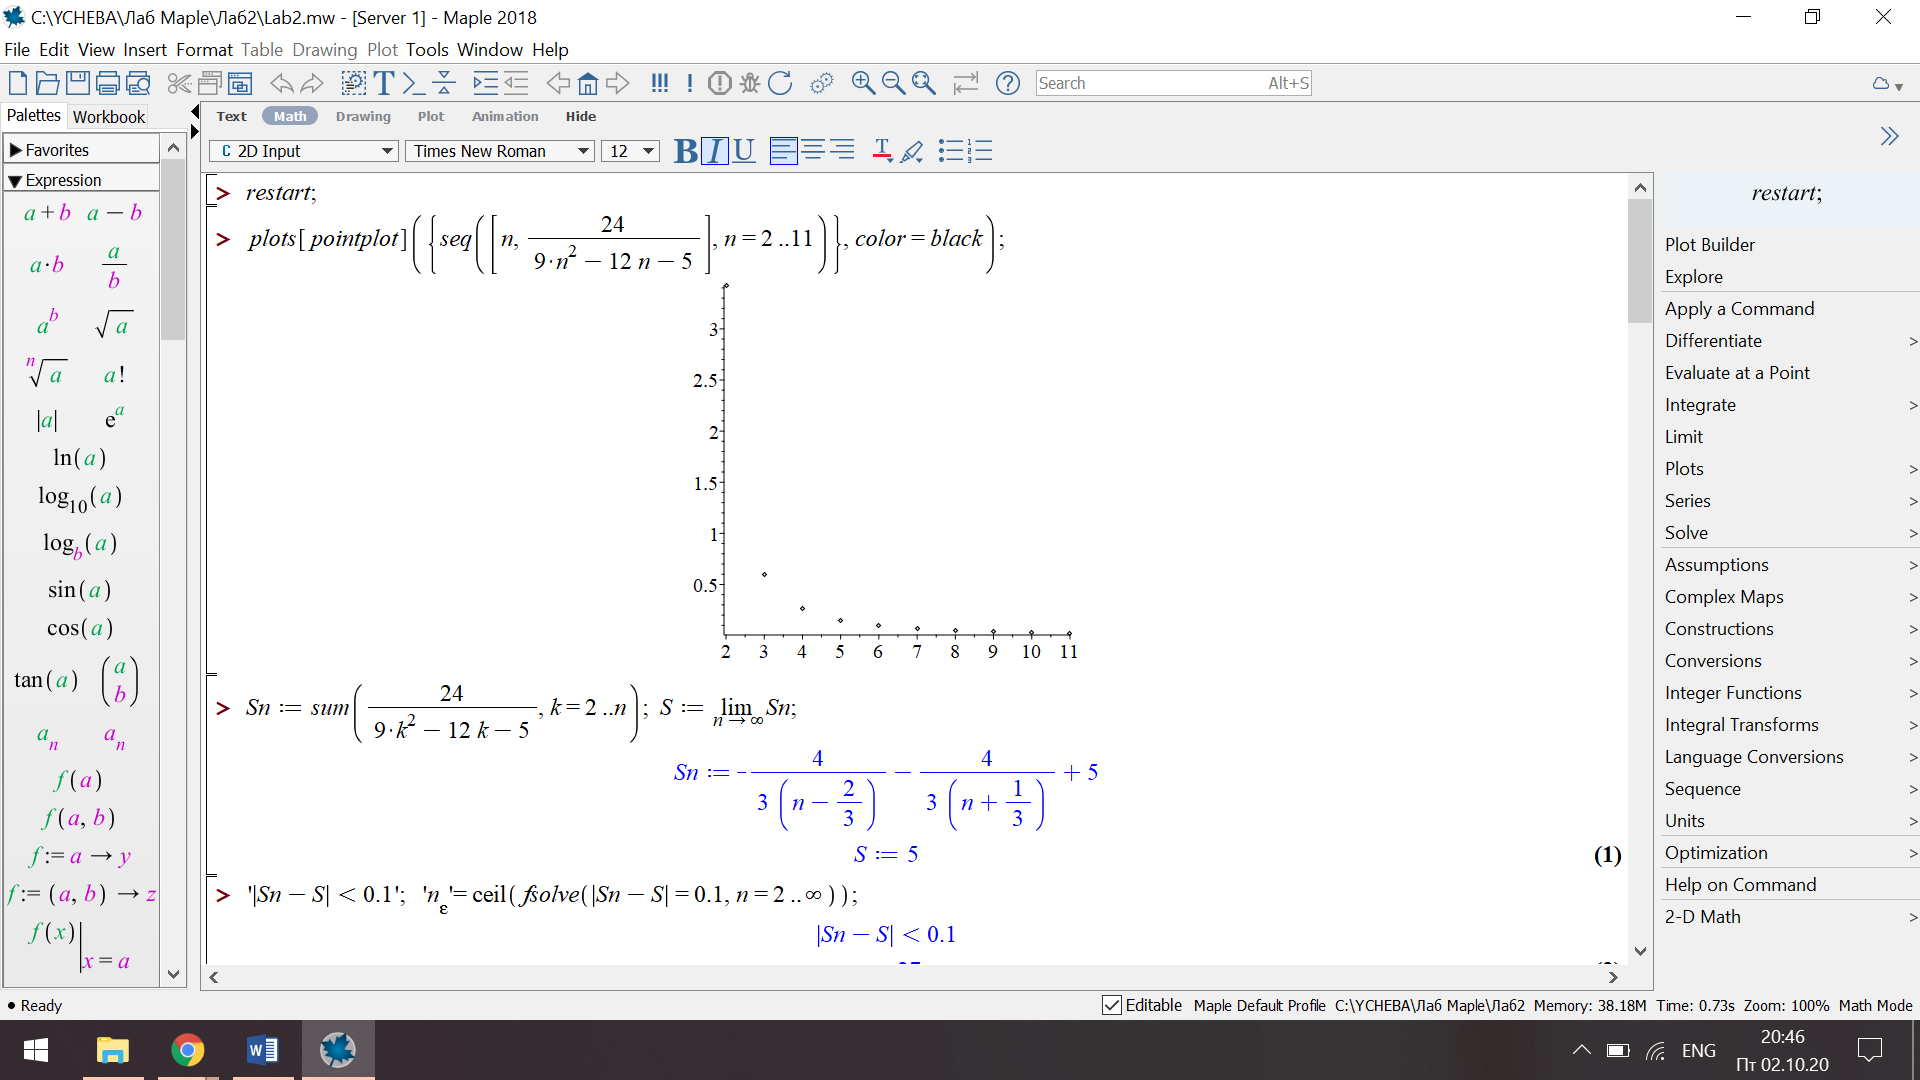 C:\YCHEBA\Лаб Maple\Лаб2\Lab2.mw - [Server 1] - Maple 2018
File Edit View Insert Format Table Drawing Plot Tools Window Help
Search Alt+S
Palettes Workbook
Text Math Drawing Plot Animation Hide
C 2D Input Times New Roman 12 B I U
Favorites
Expression
a + b a − b
a·b a/b
a^b √a
ⁿ√a a!
|a| e^a
ln(a)
log_10(a)
log_b(a)
sin(a)
cos(a)
tan(a) (a b)
a_n a_n
f(a)
f(a, b)
f := a → y
f := (a, b) → z
f(x)|x = a
> restart;
> plots[pointplot]({seq([n, 24/(9·n^2 − 12 n − 5)], n = 2 ..11)}, color = black);
3
2.5
2
1.5
1
0.5
2 3 4 5 6 7 8 9 10 11
> Sn := sum(24/(9·k^2 − 12 k − 5), k = 2 ..n); S := lim n→∞ Sn;
Sn := -4/(3 (n − 2/3)) − 4/(3 (n + 1/3)) + 5
S := 5
(1)
> '|Sn − S| < 0.1'; 'n_ε'= ceil( fsolve(|Sn − S| = 0.1, n = 2 .. ∞ ) );
|Sn − S| < 0.1
restart;
Plot Builder
Explore
Apply a Command
Differentiate >
Evaluate at a Point
Integrate >
Limit
Plots >
Series >
Solve >
Assumptions >
Complex Maps >
Constructions >
Conversions >
Integer Functions >
Integral Transforms >
Language Conversions >
Sequence >
Units >
Optimization >
Help on Command
2-D Math >
Ready
Editable Maple Default Profile C:\YCHEBA\Лаб Maple\Лаб2 Memory: 38.18M Time: 0.73s Zoom: 100% Math Mode
ENG
20:46
Пт 02.10.20